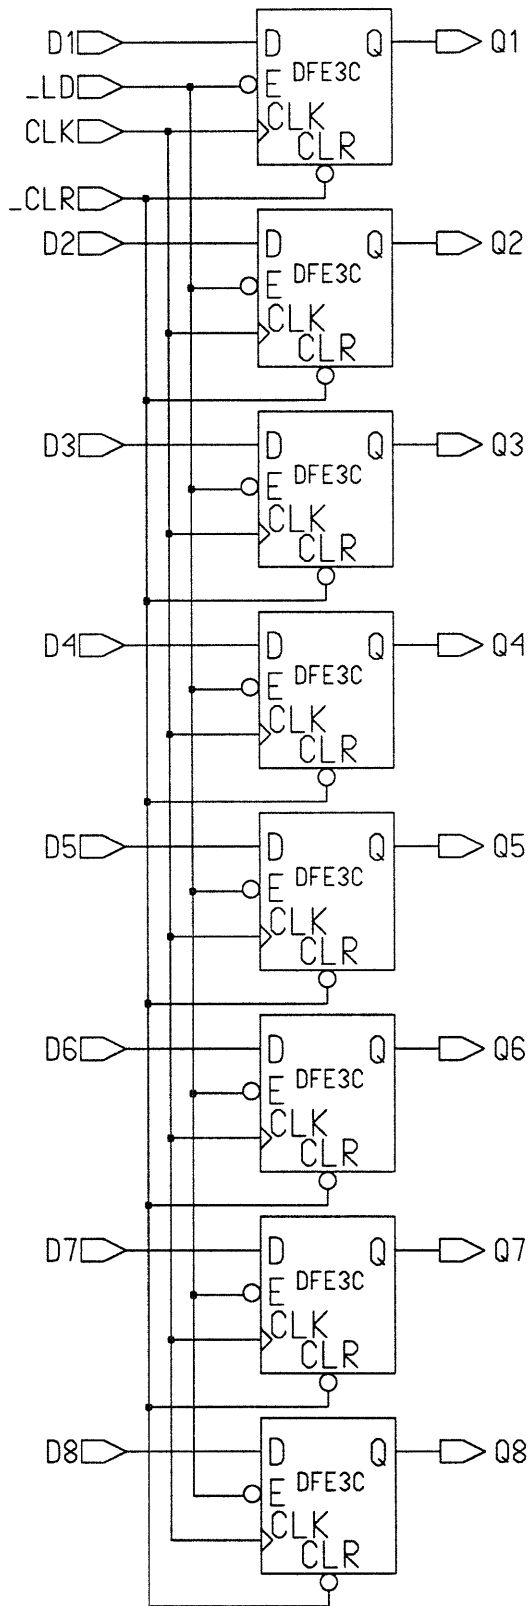 D1 D Q Q1
_LD E DFE3C
CLK CLK
CLR
_CLR
D2 D Q Q2
E DFE3C
CLK
CLR
D3 D Q Q3
E DFE3C
CLK
CLR
D4 D Q Q4
E DFE3C
CLK
CLR
D5 D Q Q5
E DFE3C
CLK
CLR
D6 D Q Q6
E DFE3C
CLK
CLR
D7 D Q Q7
E DFE3C
CLK
CLR
D8 D Q Q8
E DFE3C
CLK
CLR